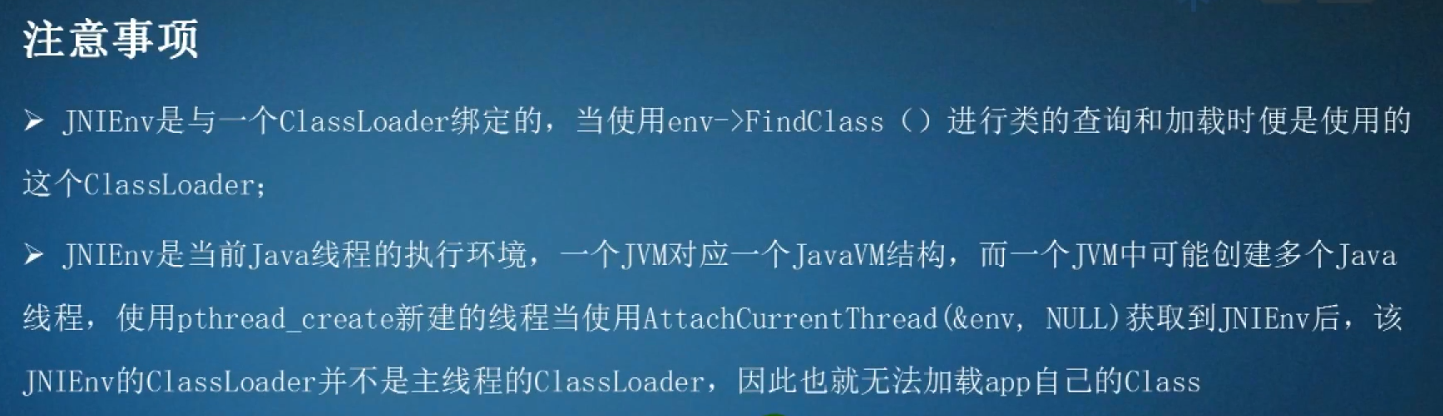 注意事项
➢ JNIEnv是与一个ClassLoader绑定的，当使用env->FindClass（）进行类的查询和加载时便是使用的
这个ClassLoader；
➢ JNIEnv是当前Java线程的执行环境，一个JVM对应一个JavaVM结构，而一个JVM中可能创建多个Java
线程，使用pthread_create新建的线程当使用AttachCurrentThread(&env, NULL)获取到JNIEnv后，该
JNIEnv的ClassLoader并不是主线程的ClassLoader，因此也就无法加载app自己的Class